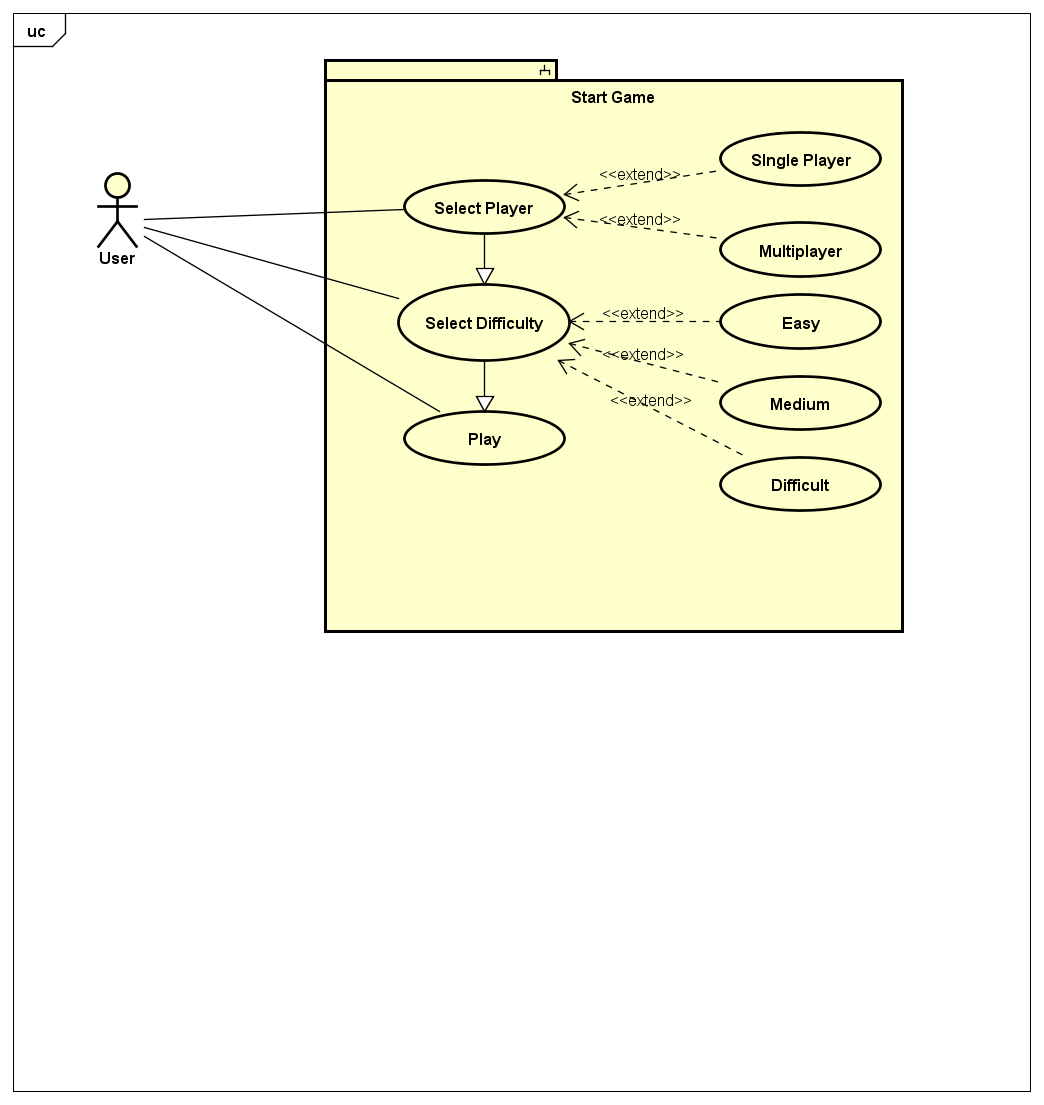 uc
Start Game
SIngle Player
<<extend>>
Select Player
<<extend>>
Multiplayer
User
<<extend>>
Select Difficulty
Easy
<<extend>>
Medium
<<extend>>
Play
Difficult